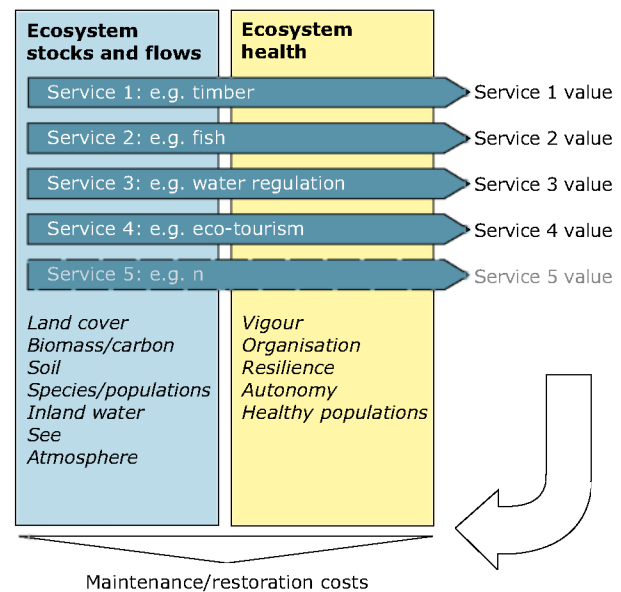 Ecosystem
stocks and flows
Ecosystem
health
Service 1: e.g. timber
Service 1 value
Service 2: e.g. fish
Service 2 value
Service 3: e.g. water regulation
Service 3 value
Service 4: e.g. eco-tourism
Service 4 value
Service 5: e.g. n
Service 5 value
Land cover
Biomass/carbon
Soil
Species/populations
Inland water
See
Atmosphere
Vigour
Organisation
Resilience
Autonomy
Healthy populations
Maintenance/restoration costs